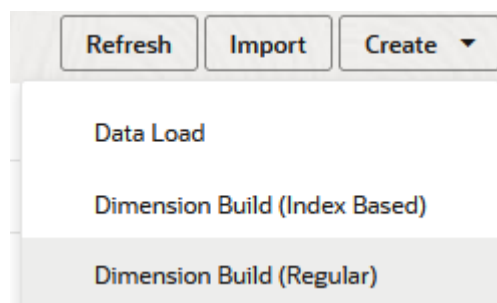 Refresh Import Create
Data Load
Dimension Build (Index Based)
Dimension Build (Regular)